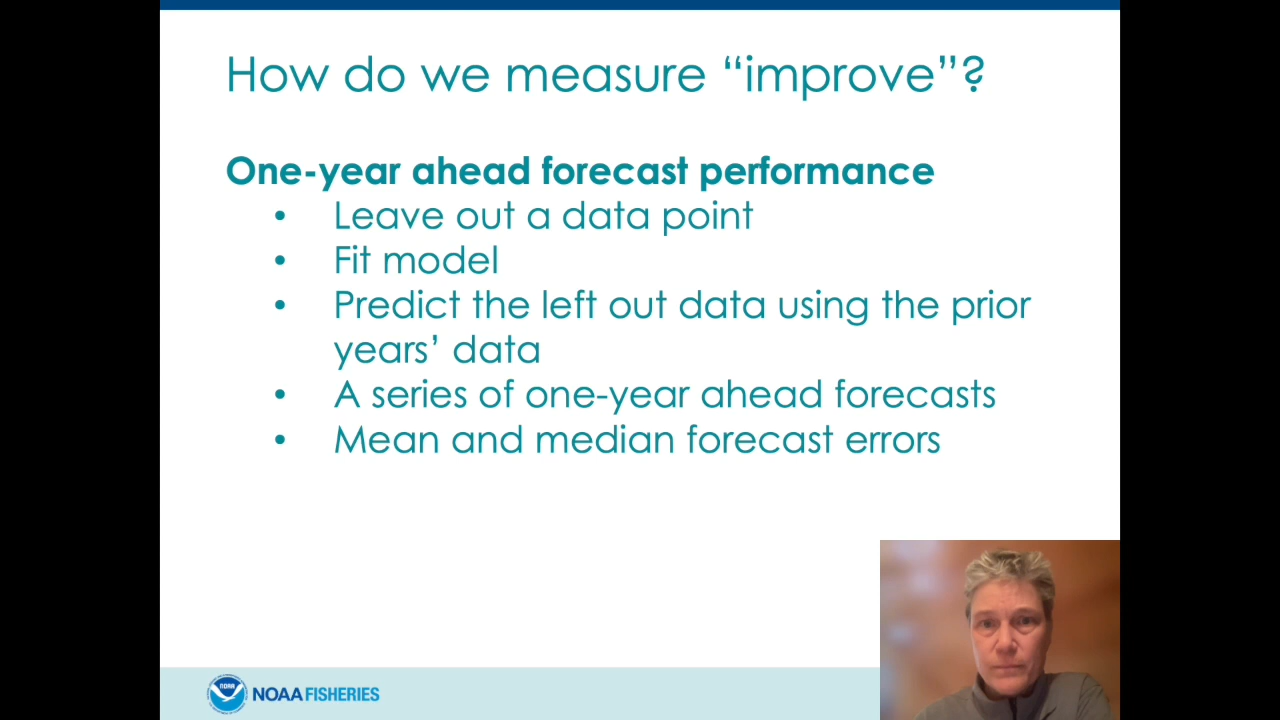 How do we measure “improve”?
One-year ahead forecast performance
• Leave out a data point
• Fit model
• Predict the left out data using the prior
years’ data
• A series of one-year ahead forecasts
• Mean and median forecast errors
NOAA
NOAA FISHERIES